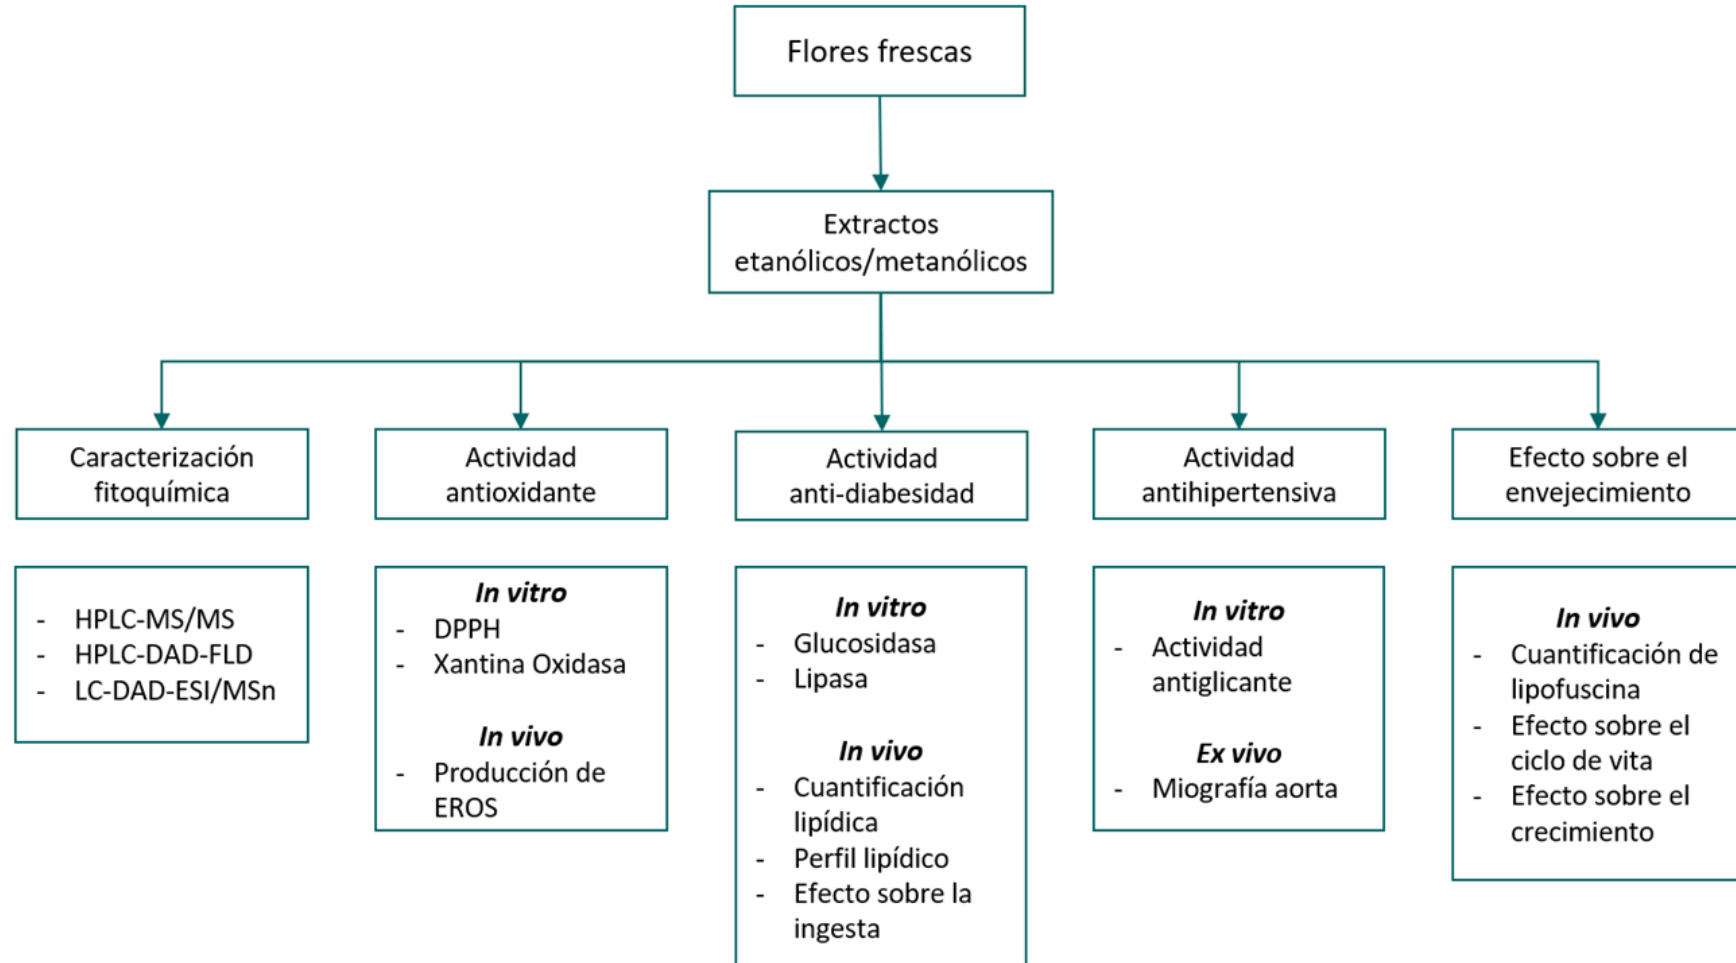 Flores frescas
Extractos
etanólicos/metanólicos
Caracterización
fitoquímica
Actividad
antioxidante
Actividad
anti-diabesidad
Actividad
antihipertensiva
Efecto sobre el
envejecimiento
- HPLC-MS/MS
- HPLC-DAD-FLD
- LC-DAD-ESI/MSn
In vitro
- DPPH
- Xantina Oxidasa
In vivo
- Producción de
EROS
In vitro
- Glucosidasa
- Lipasa
In vivo
- Cuantificación
lipídica
- Perfil lipídico
- Efecto sobre la
ingesta
In vitro
- Actividad
antiglicante
Ex vivo
- Miografía aorta
In vivo
- Cuantificación de
lipofuscina
- Efecto sobre el
ciclo de vita
- Efecto sobre el
crecimiento